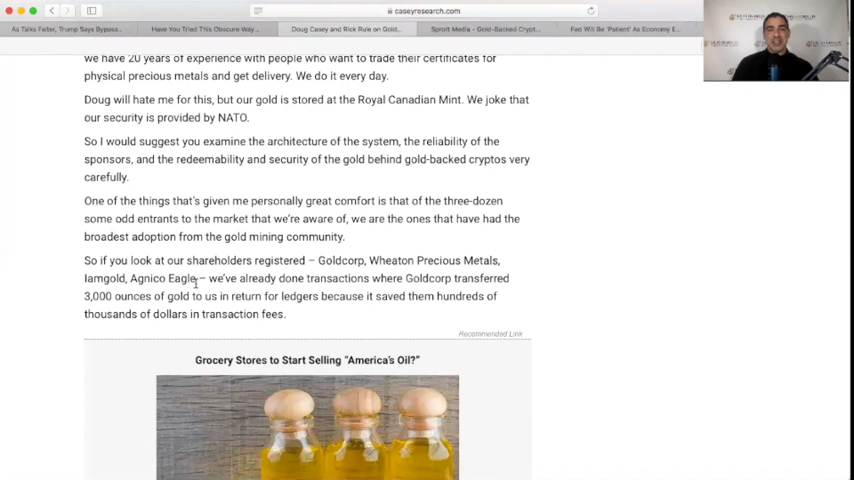 caseyresearch.com
As Talks Falter, Trump Says Bypass...
Have You Tried This Obscure Way...
Doug Casey and Rick Rule on Gold...
Sprott Media - Gold-Backed Crypt...
Fed Will Be 'Patient' As Economy E...
we have 20 years of experience with people who want to trade their certificates for
physical precious metals and get delivery. We do it every day.
Doug will hate me for this, but our gold is stored at the Royal Canadian Mint. We joke that
our security is provided by NATO.
So I would suggest you examine the architecture of the system, the reliability of the
sponsors, and the redeemability and security of the gold behind gold-backed cryptos very
carefully.
One of the things that's given me personally great comfort is that of the three-dozen
some odd entrants to the market that we're aware of, we are the ones that have had the
broadest adoption from the gold mining community.
So if you look at our shareholders registered – Goldcorp, Wheaton Precious Metals,
Iamgold, Agnico Eagle – we've already done transactions where Goldcorp transferred
3,000 ounces of gold to us in return for ledgers because it saved them hundreds of
thousands of dollars in transaction fees.
Recommended Link
Grocery Stores to Start Selling “America's Oil?”